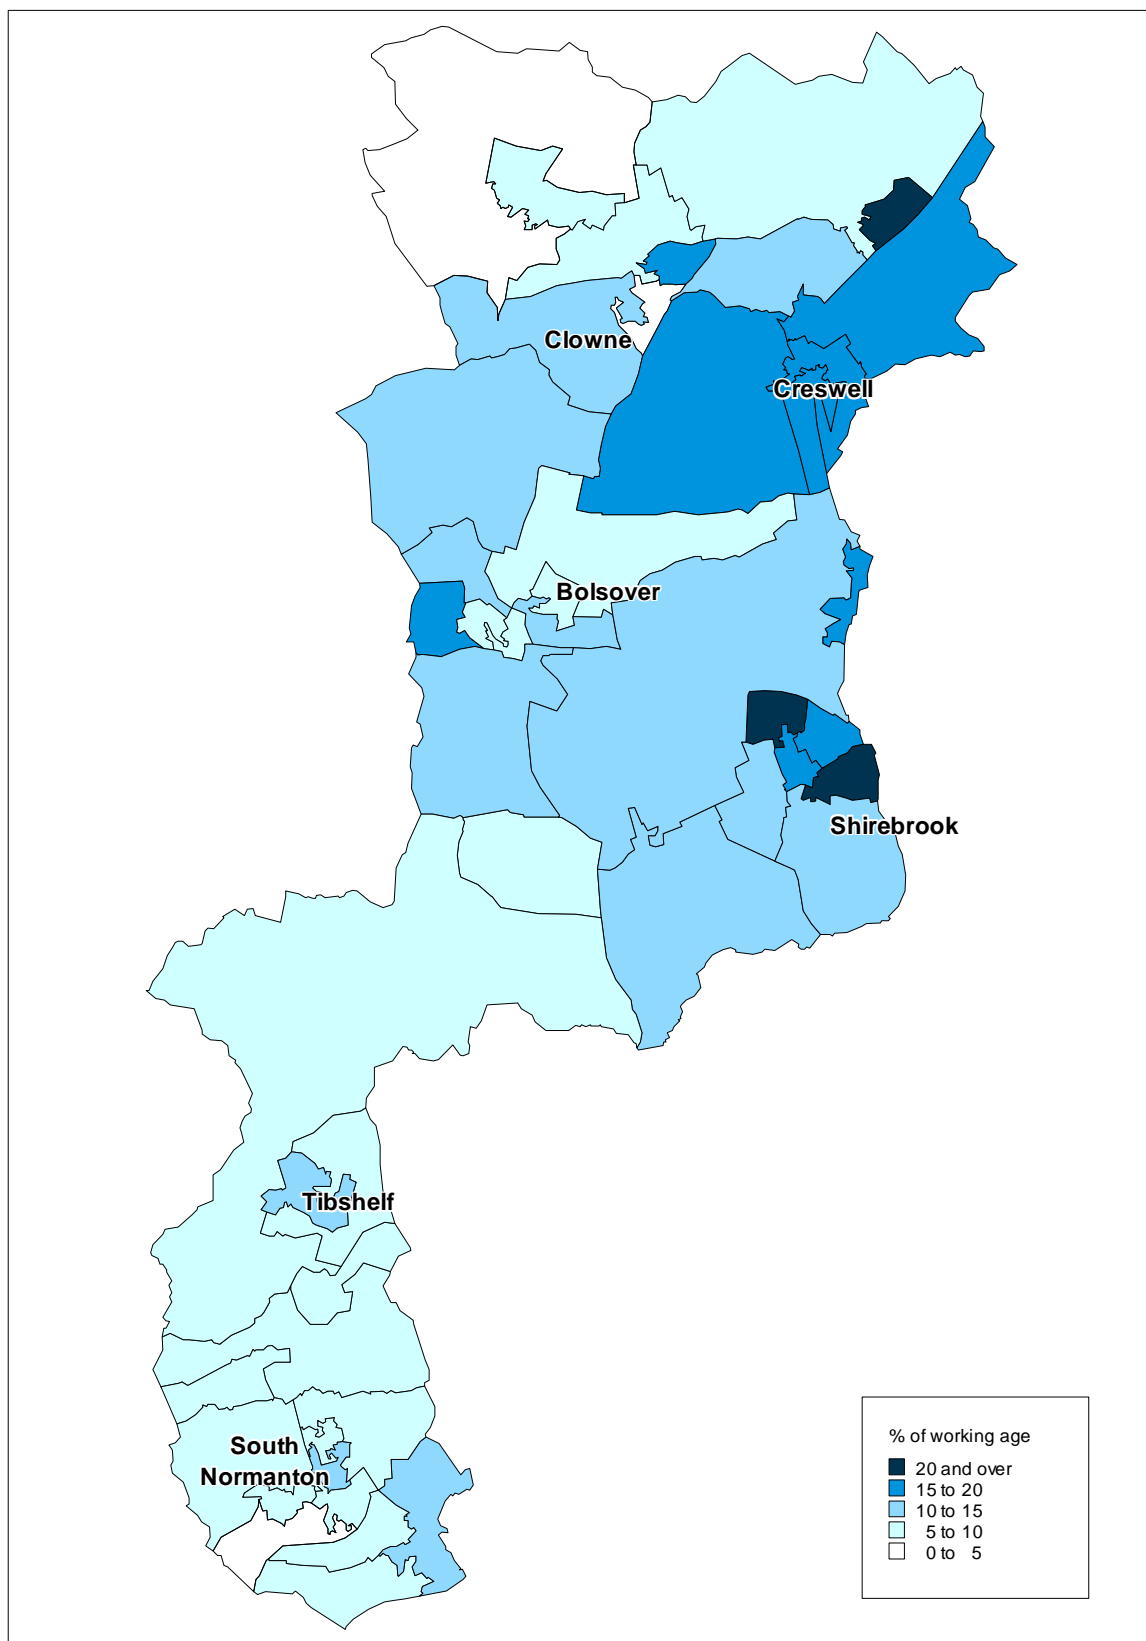 Clowne
Creswell
Bolsover
Shirebrook
Tibshelf
South
Normanton
% of working age
20 and over
15 to 20
10 to 15
5 to 10
0 to 5